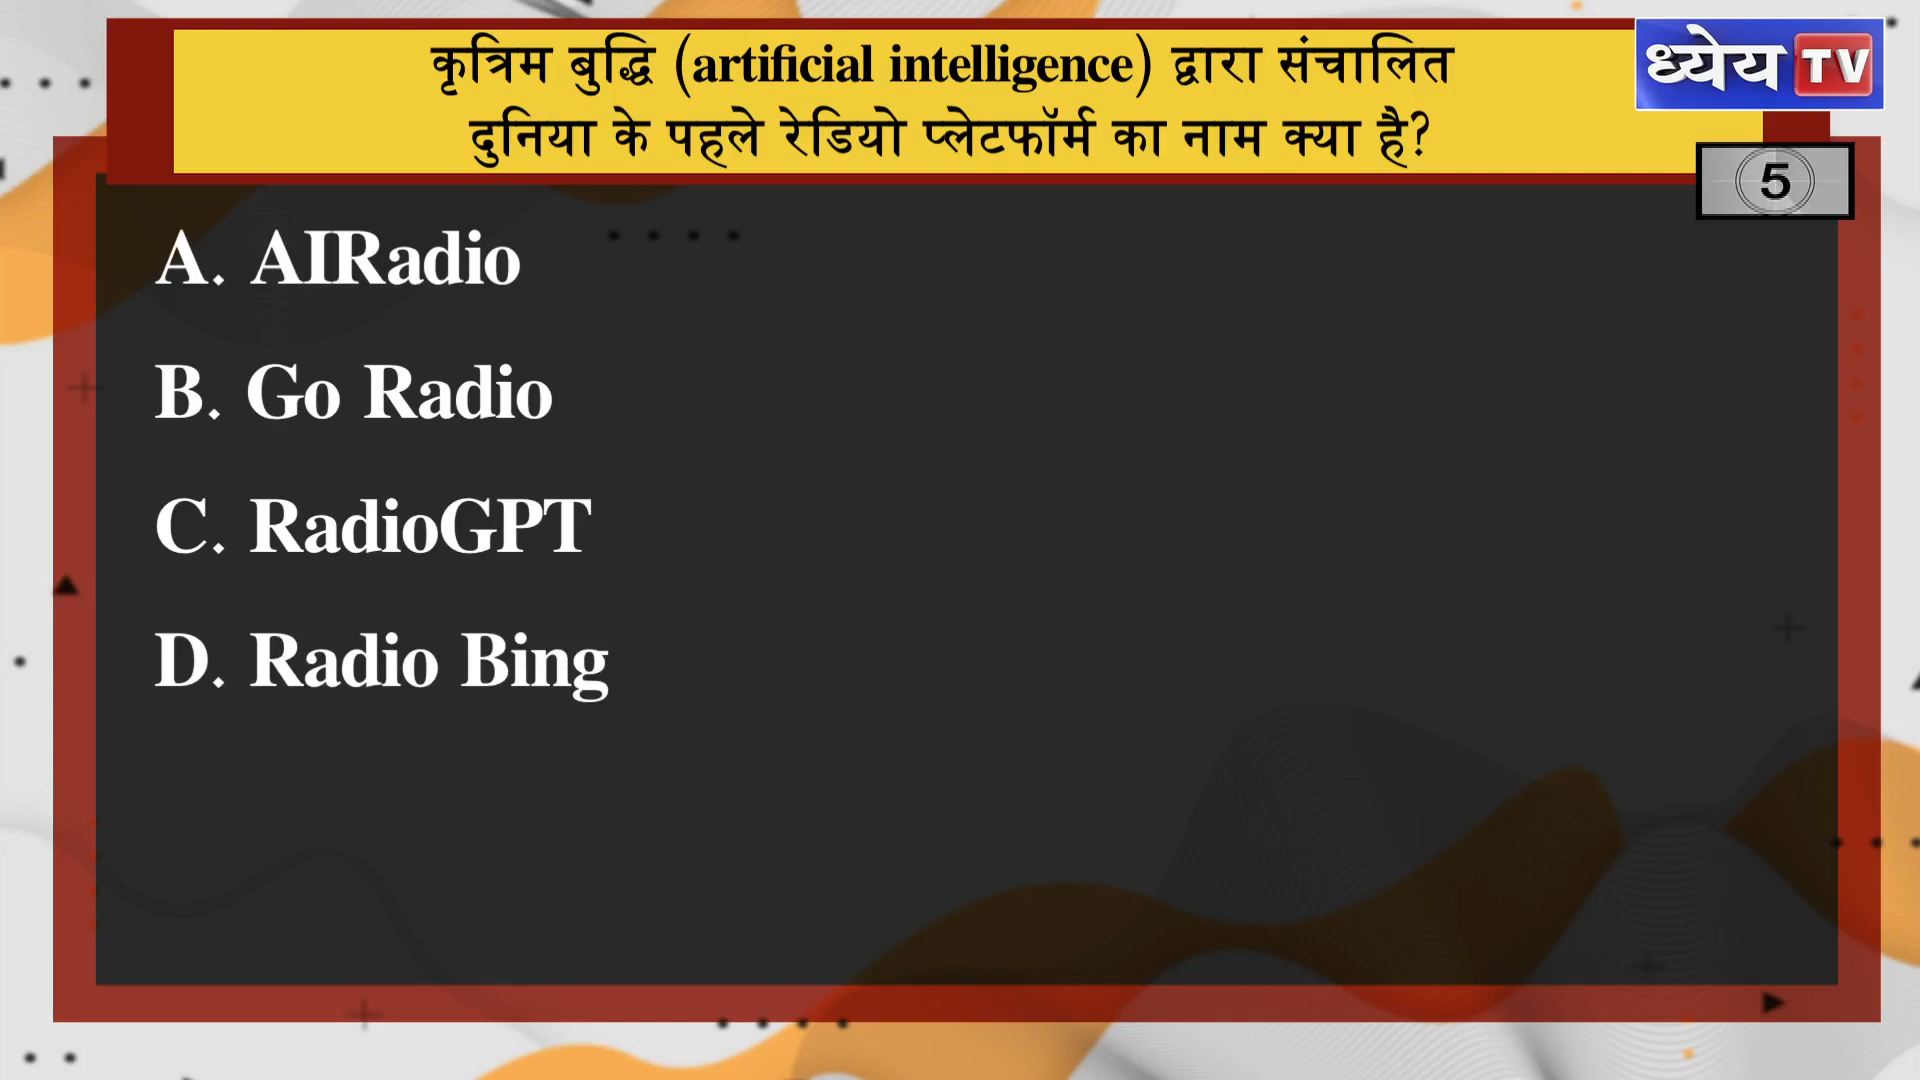 कृत्रिम बुद्धि (artificial intelligence) द्वारा संचालित
दुनिया के पहले रेडियो प्लेटफॉर्म का नाम क्या है?
ध्येय TV
5
A. AIRadio
B. Go Radio
C. RadioGPT
D. Radio Bing